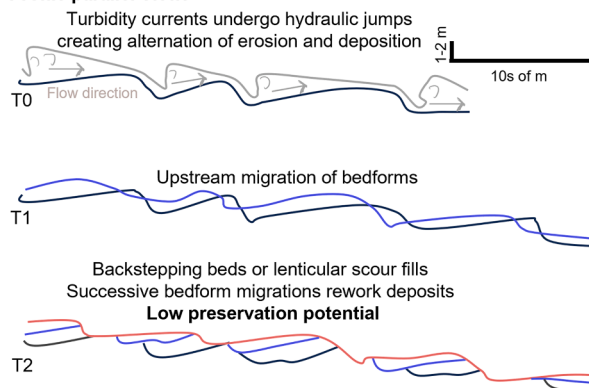 Turbidity currents undergo hydraulic jumps
creating alternation of erosion and deposition
1-2 m
10s of m
Flow direction
T0
Upstream migration of bedforms
T1
Backstepping beds or lenticular scour fills
Successive bedform migrations rework deposits
Low preservation potential
T2